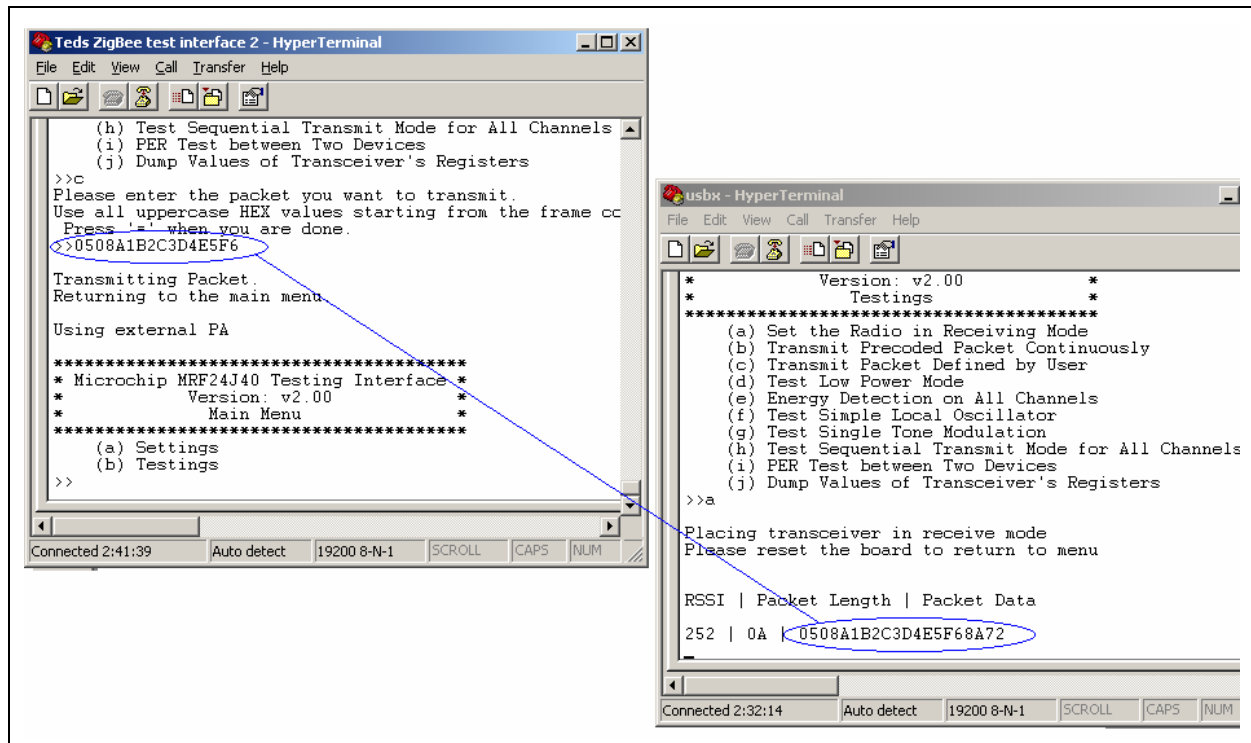 Teds ZigBee test interface 2 - HyperTerminal
File Edit View Call Transfer Help
(h) Test Sequential Transmit Mode for All Channels
(i) PER Test between Two Devices
(j) Dump Values of Transceiver's Registers
>>c
Please enter the packet you want to transmit.
Use all uppercase HEX values starting from the frame cc
Press '=' when you are done.
>>0508A1B2C3D4E5F6
Transmitting Packet.
Returning to the main menu.
Using external PA
******************************************
* Microchip MRF24J40 Testing Interface *
* Version: v2.00 *
* Main Menu *
******************************************
(a) Settings
(b) Testings
>>
Connected 2:41:39 Auto detect 19200 8-N-1 SCROLL CAPS NUM
usbx - HyperTerminal
File Edit View Call Transfer Help
* Version: v2.00 *
* Testings *
******************************************
(a) Set the Radio in Receiving Mode
(b) Transmit Precoded Packet Continuously
(c) Transmit Packet Defined by User
(d) Test Low Power Mode
(e) Energy Detection on All Channels
(f) Test Simple Local Oscillator
(g) Test Single Tone Modulation
(h) Test Sequential Transmit Mode for All Channels
(i) PER Test between Two Devices
(j) Dump Values of Transceiver's Registers
>>a
Placing transceiver in receive mode
Please reset the board to return to menu
RSSI | Packet Length | Packet Data
252 | 0A | 0508A1B2C3D4E5F68A72
Connected 2:32:14 Auto detect 19200 8-N-1 SCROLL CAPS NUM